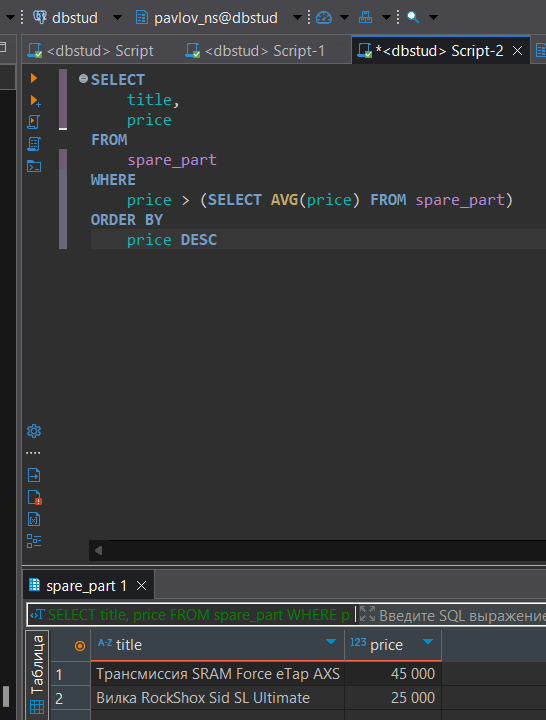 dbstud pavlov_ns@dbstud
<dbstud> Script <dbstud> Script-1 *<dbstud> Script-2
SELECT
title,
price
FROM
spare_part
WHERE
price > (SELECT AVG(price) FROM spare_part)
ORDER BY
price DESC
spare_part 1
SELECT title, price FROM spare_part WHERE p Введите SQL выражение
Таблица
A-Z title 123 price
1 Трансмиссия SRAM Force eTap AXS 45 000
2 Вилка RockShox Sid SL Ultimate 25 000